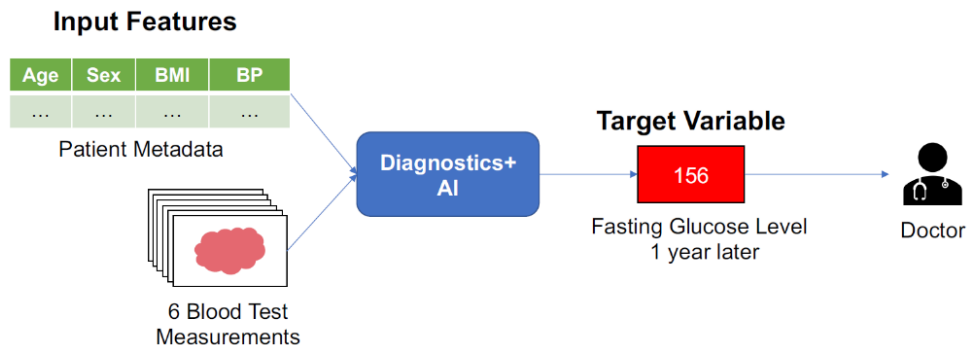 Input Features
Age Sex BMI BP
... ... ... ...
Patient Metadata
6 Blood Test
Measurements
Diagnostics+
AI
Target Variable
156
Fasting Glucose Level
1 year later
Doctor